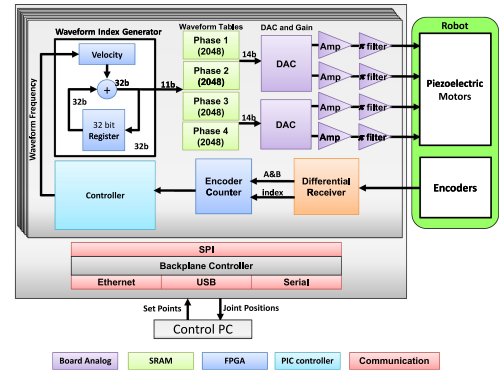 Waveform Index Generator
Waveform Tables
DAC and Gain
Robot
Velocity
Phase 1
(2048)
14b
DAC
Amp
π filter
32b
32b
11b
Phase 2
(2048)
Amp
π filter
Piezoelectric
Motors
32 bit
Register
32b
Phase 3
(2048)
14b
DAC
Amp
π filter
Phase 4
(2048)
Amp
π filter
Waveform Frequency
Controller
Encoder
Counter
A&B
index
Differential
Receiver
Encoders
SPI
Backplane Controller
Ethernet
USB
Serial
Set Points
Joint Positions
Control PC
Board Analog
SRAM
FPGA
PIC controller
Communication